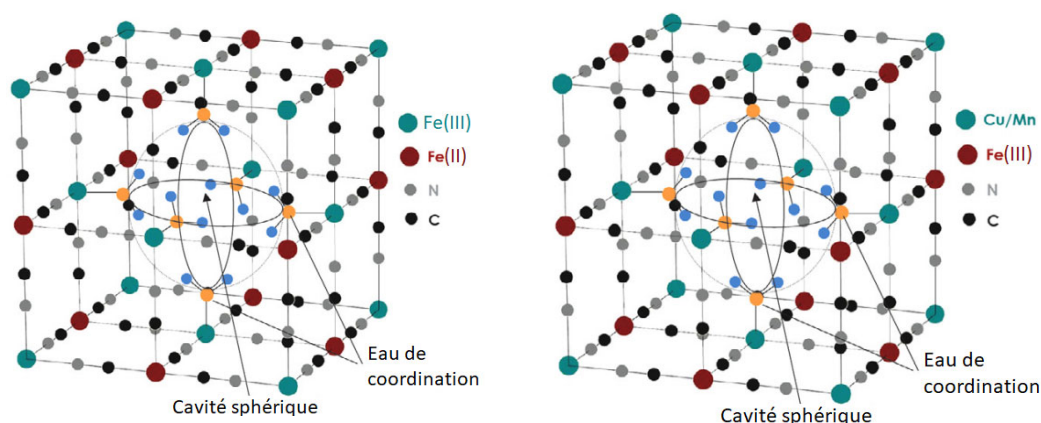 Fe(III)
Fe(II)
N
C
Eau de
coordination
Cavité sphérique
Cu/Mn
Fe(III)
N
C
Eau de
coordination
Cavité sphérique